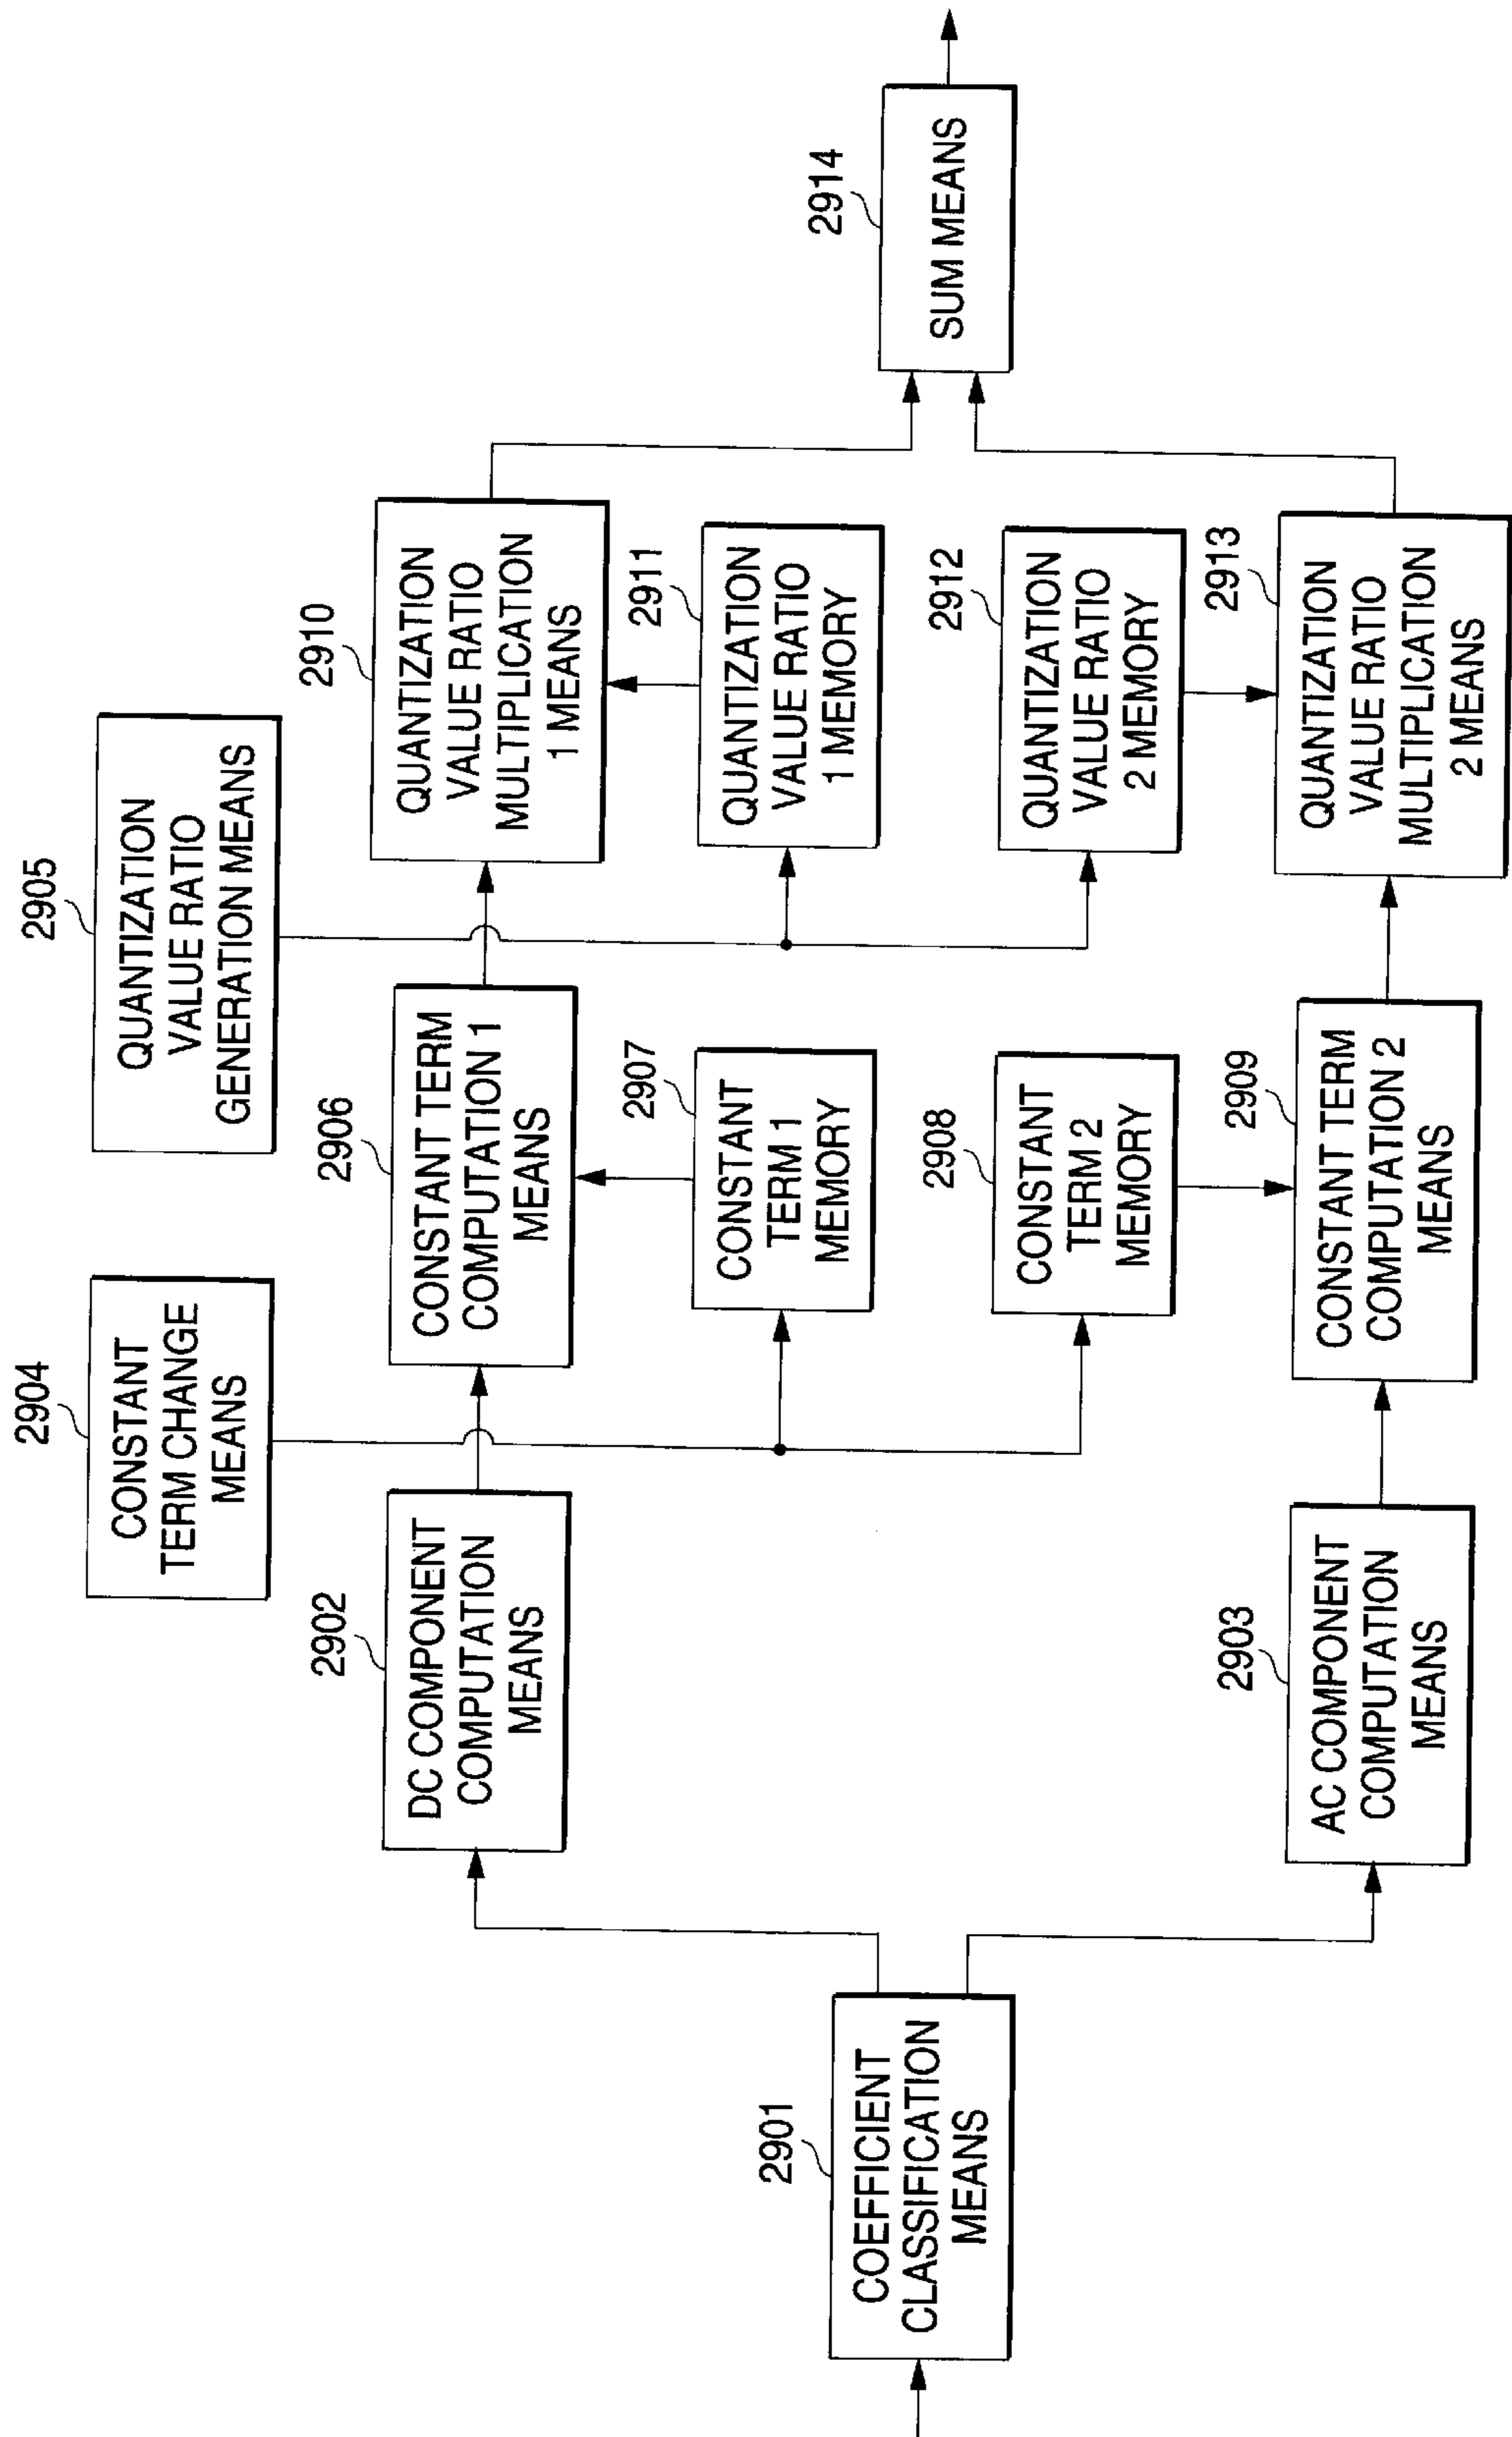 2901
COEFFICIENT
CLASSIFICATION
MEANS
2902
DC COMPONENT
COMPUTATION
MEANS
2903
AC COMPONENT
COMPUTATION
MEANS
2904
CONSTANT
TERM CHANGE
MEANS
2905
QUANTIZATION
VALUE RATIO
GENERATION MEANS
2906
CONSTANT TERM
COMPUTATION 1
MEANS
2907
CONSTANT
TERM 1
MEMORY
2908
CONSTANT
TERM 2
MEMORY
2909
CONSTANT TERM
COMPUTATION 2
MEANS
2910
QUANTIZATION
VALUE RATIO
MULTIPLICATION
1 MEANS
2911
QUANTIZATION
VALUE RATIO
1 MEMORY
2912
QUANTIZATION
VALUE RATIO
2 MEMORY
2913
QUANTIZATION
VALUE RATIO
MULTIPLICATION
2 MEANS
2914
SUM MEANS